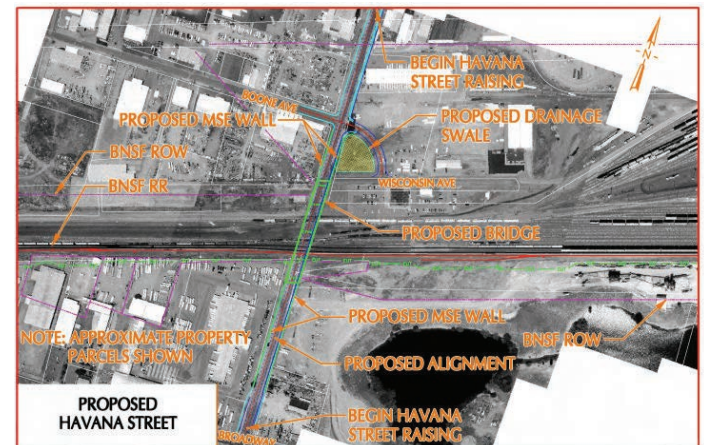 N
BEGIN HAVANA
STREET RAISING
BOONE AVE
PROPOSED MSE WALL
PROPOSED DRAINAGE
SWALE
BNSF ROW
WISCONSIN AVE
BNSF RR
PROPOSED BRIDGE
PROPOSED MSE WALL
NOTE: APPROXIMATE PROPERTY
PARCELS SHOWN
BNSF ROW
PROPOSED ALIGNMENT
PROPOSED
HAVANA STREET
BEGIN HAVANA
STREET RAISING
BROADWAY